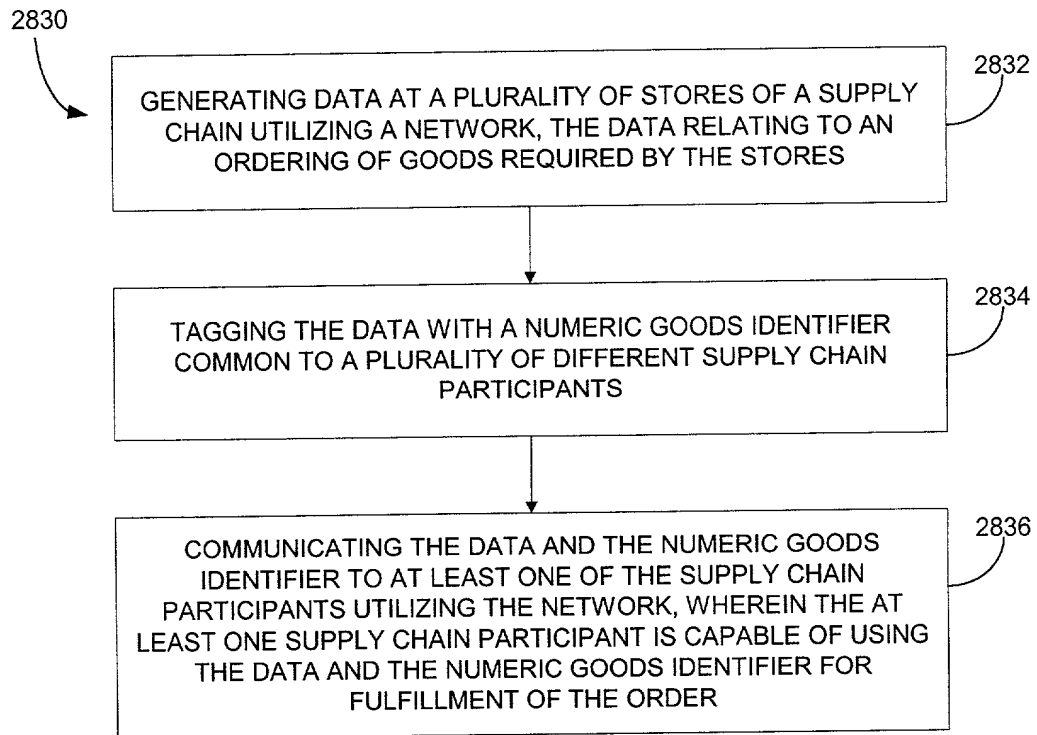 2830
2832
GENERATING DATA AT A PLURALITY OF STORES OF A SUPPLY
CHAIN UTILIZING A NETWORK, THE DATA RELATING TO AN
ORDERING OF GOODS REQUIRED BY THE STORES
2834
TAGGING THE DATA WITH A NUMERIC GOODS IDENTIFIER
COMMON TO A PLURALITY OF DIFFERENT SUPPLY CHAIN
PARTICIPANTS
2836
COMMUNICATING THE DATA AND THE NUMERIC GOODS
IDENTIFIER TO AT LEAST ONE OF THE SUPPLY CHAIN
PARTICIPANTS UTILIZING THE NETWORK, WHEREIN THE AT
LEAST ONE SUPPLY CHAIN PARTICIPANT IS CAPABLE OF USING
THE DATA AND THE NUMERIC GOODS IDENTIFIER FOR
FULFILLMENT OF THE ORDER